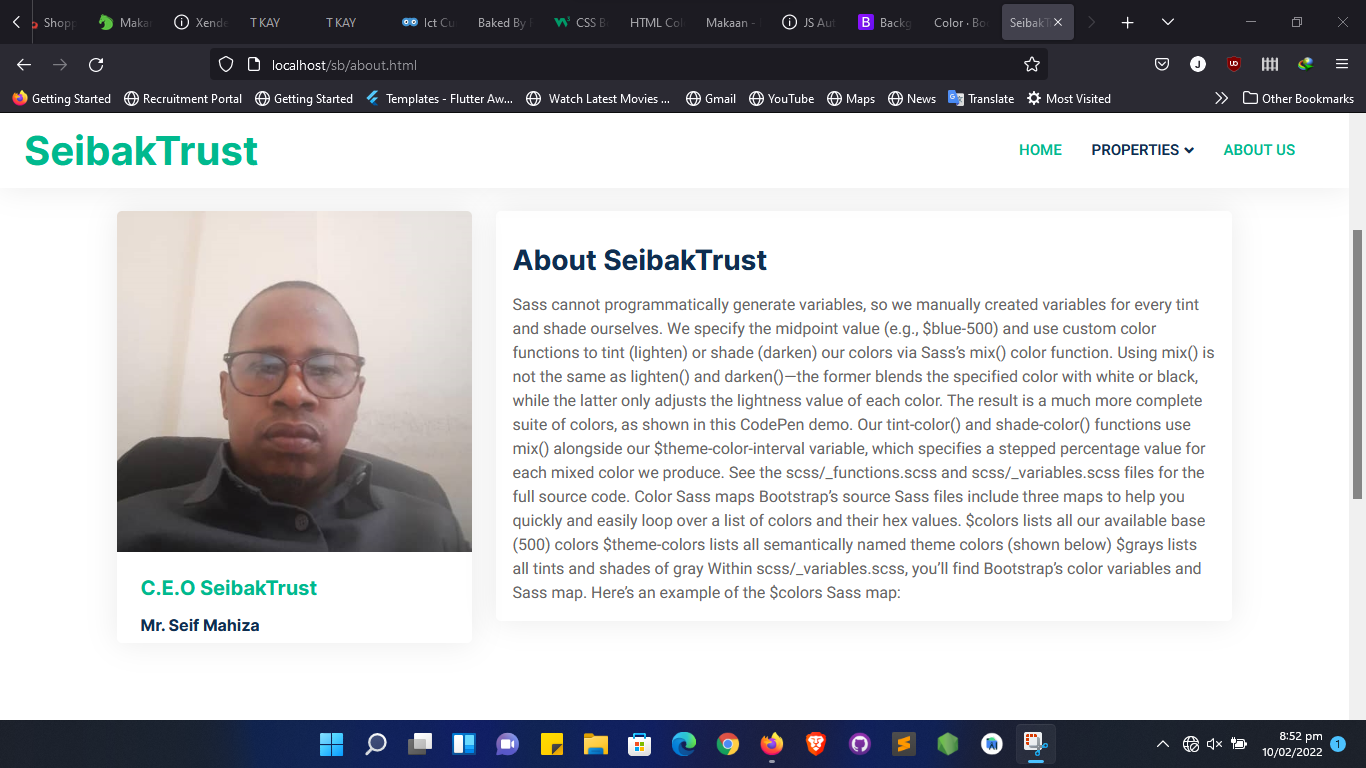 Shopp
Makaa
Xende
T KAY
T KAY
Ict Cu
Baked By
CSS B
HTML Col
Makaan -
JS Aut
Backg
Color · Boo
SeibakT
localhost/sb/about.html
Getting Started
Recruitment Portal
Getting Started
Templates - Flutter Aw...
Watch Latest Movies ...
Gmail
YouTube
Maps
News
Translate
Most Visited
Other Bookmarks
SeibakTrust
HOME
PROPERTIES
ABOUT US
C.E.O SeibakTrust
Mr. Seif Mahiza
About SeibakTrust
Sass cannot programmatically generate variables, so we manually created variables for every tint
and shade ourselves. We specify the midpoint value (e.g., $blue-500) and use custom color
functions to tint (lighten) or shade (darken) our colors via Sass’s mix() color function. Using mix() is
not the same as lighten() and darken()—the former blends the specified color with white or black,
while the latter only adjusts the lightness value of each color. The result is a much more complete
suite of colors, as shown in this CodePen demo. Our tint-color() and shade-color() functions use
mix() alongside our $theme-color-interval variable, which specifies a stepped percentage value for
each mixed color we produce. See the scss/_functions.scss and scss/_variables.scss files for the
full source code. Color Sass maps Bootstrap’s source Sass files include three maps to help you
quickly and easily loop over a list of colors and their hex values. $colors lists all our available base
(500) colors $theme-colors lists all semantically named theme colors (shown below) $grays lists
all tints and shades of gray Within scss/_variables.scss, you’ll find Bootstrap’s color variables and
Sass map. Here’s an example of the $colors Sass map:
8:52 pm
10/02/2022
1